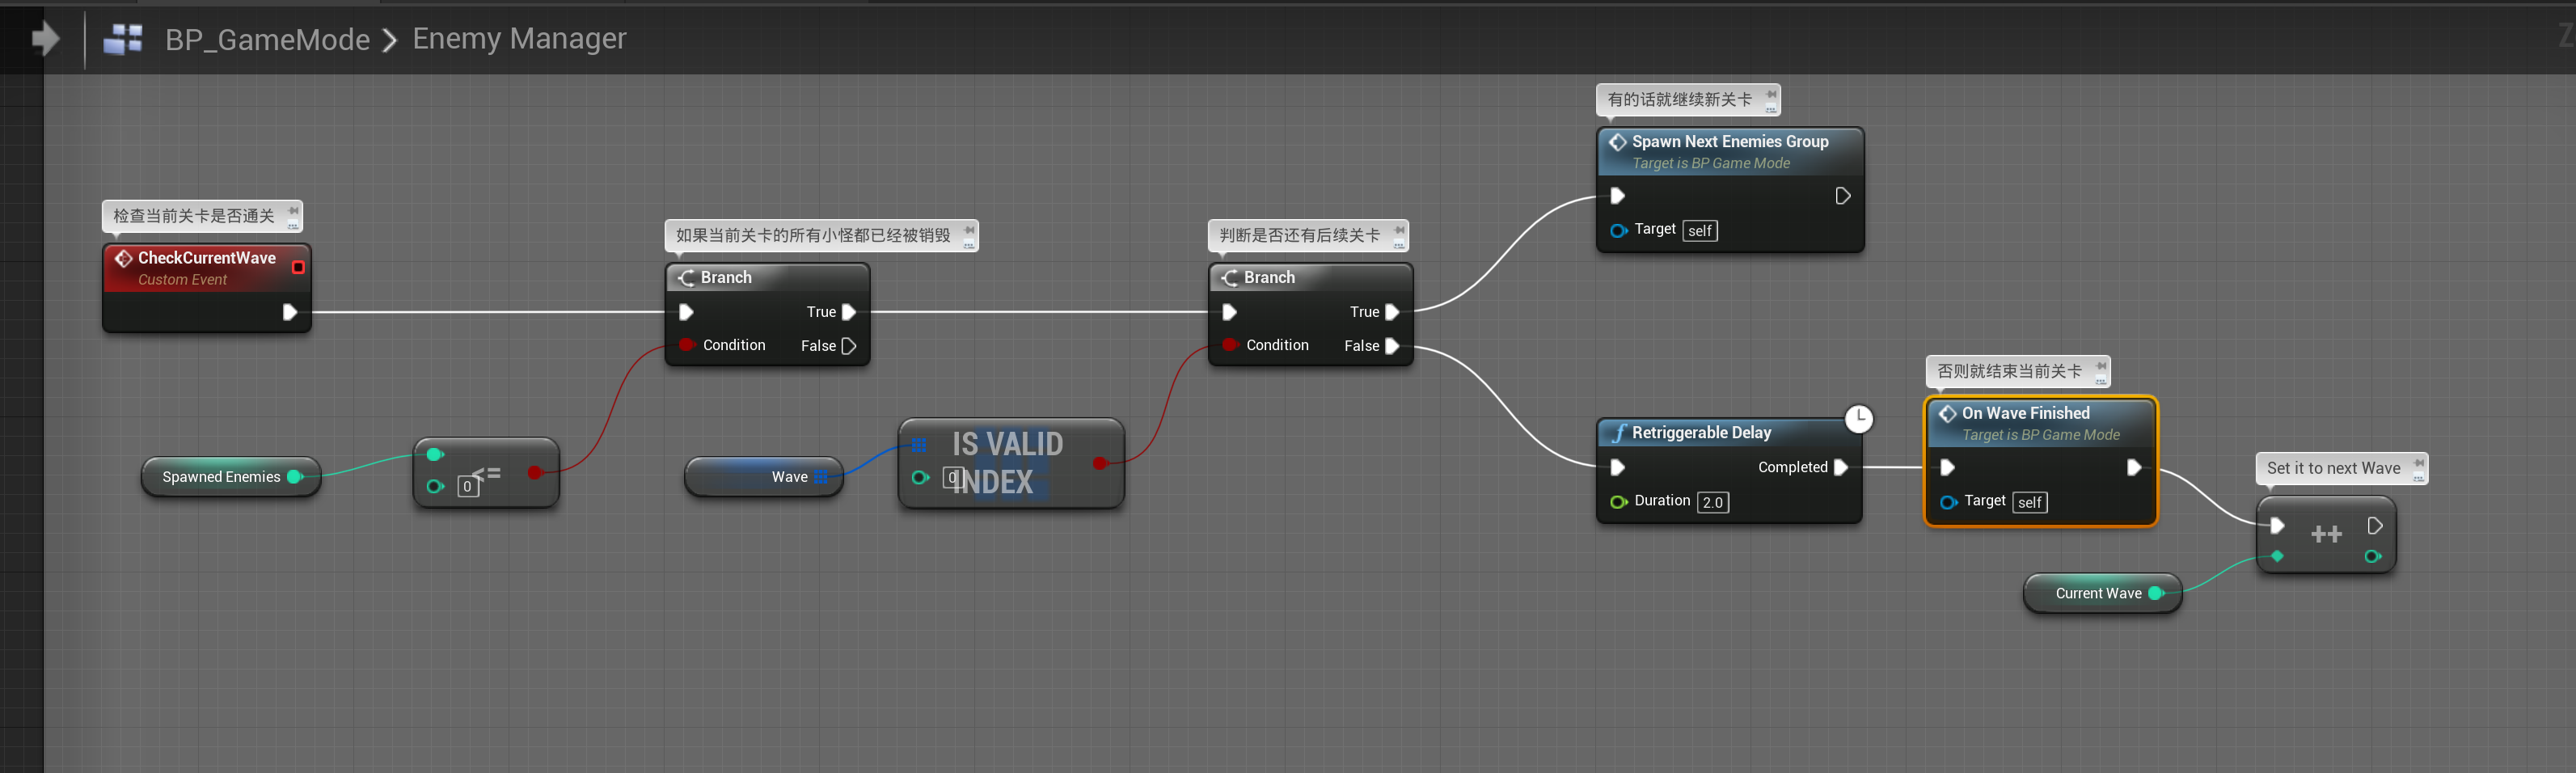 BP_GameMode > Enemy Manager
Z
有的话就继续新关卡
Spawn Next Enemies Group
Target is BP Game Mode
Target self
检查当前关卡是否通关
CheckCurrentWave
Custom Event
如果当前关卡的所有小怪都已经被销毁
Branch
True
Condition False
判断是否还有后续关卡
Branch
True
Condition False
Spawned Enemies
<=
0
Wave
IS VALID
INDEX
0
Retriggerable Delay
Completed
Duration 2.0
否则就结束当前关卡
On Wave Finished
Target is BP Game Mode
Target self
Set it to next Wave
++
Current Wave